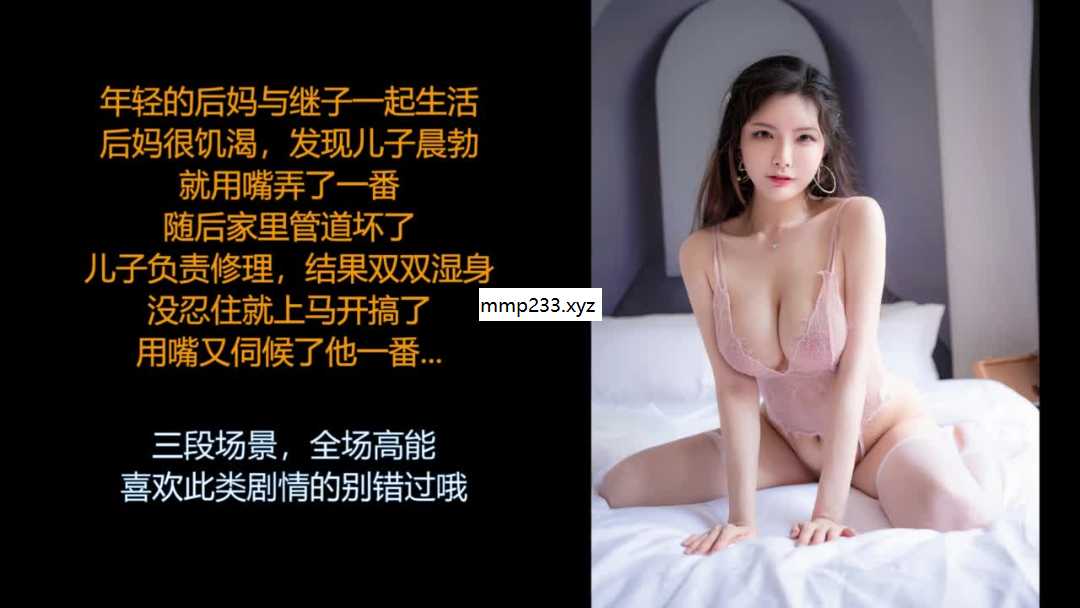 年轻的后妈与继子一起生活
后妈很饥渴，发现儿子晨勃
就用嘴弄了一番
随后家里管道坏了
儿子负责修理，结果双双湿身
没忍住就上马开搞了
用嘴又伺候了他一番...
mmp233.xyz
三段场景，全场高能
喜欢此类剧情的别错过哦